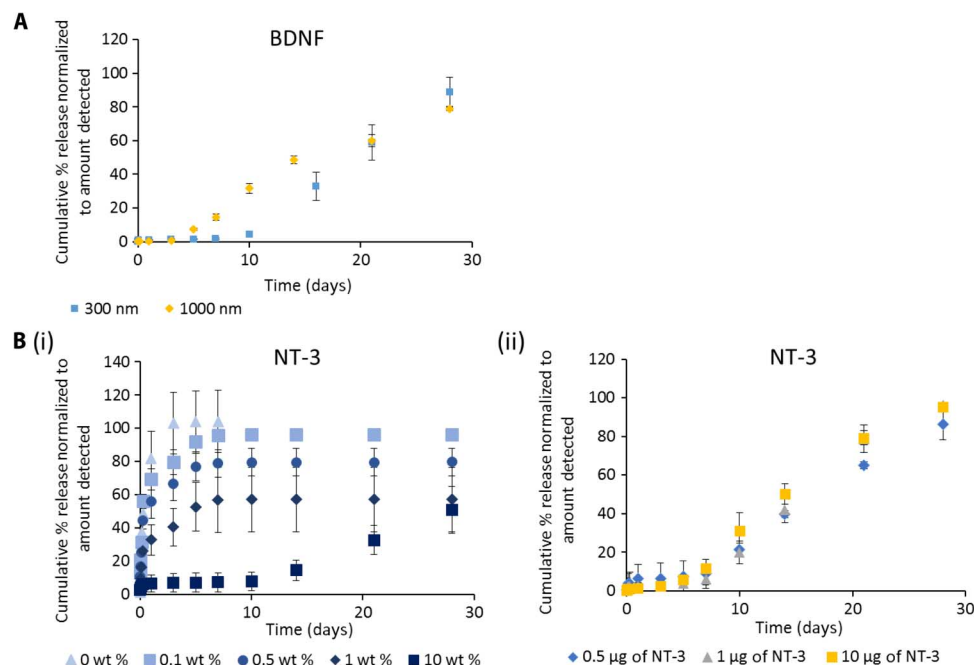 A
BDNF
Cumulative % release normalized
to amount detected
120
100
80
60
40
20
0
0 10 20 30
Time (days)
300 nm 1000 nm
B (i)
NT-3
Cumulative % release normalized to
amount detected
140
120
100
80
60
40
20
0
0 5 10 15 20 25 30
Time (days)
0 wt % 0.1 wt % 0.5 wt % 1 wt % 10 wt %
(ii)
NT-3
Cumulative % release normalized to
amount detected
120
100
80
60
40
20
0
0 10 20 30
Time (days)
0.5 µg of NT-3 1 µg of NT-3 10 µg of NT-3